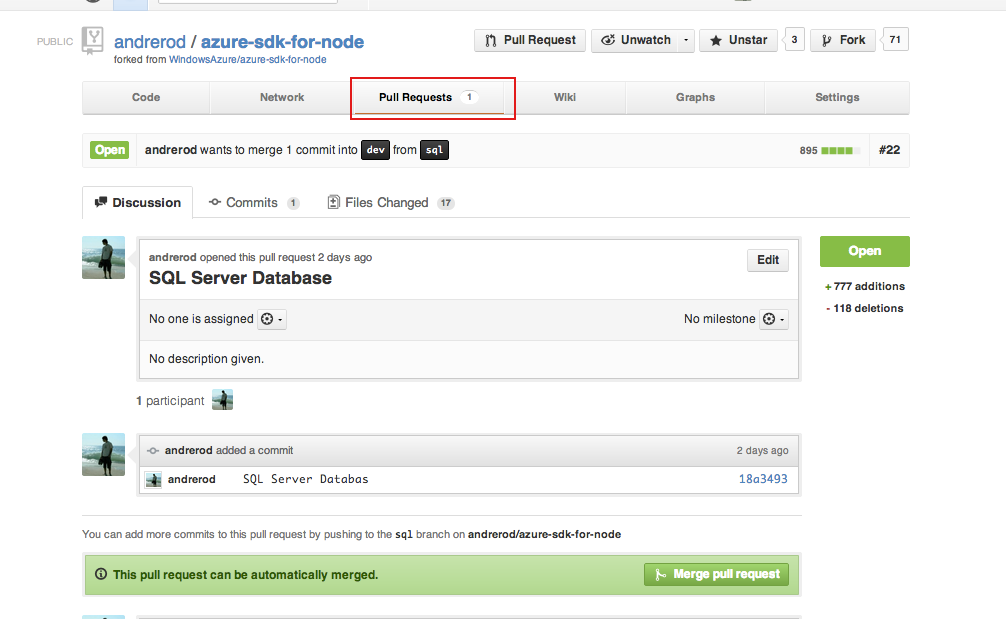 PUBLIC andrerod / azure-sdk-for-node Pull Request Unwatch Unstar 3 Fork 71
forked from WindowsAzure/azure-sdk-for-node
Code Network Pull Requests 1 Wiki Graphs Settings
Open andrerod wants to merge 1 commit into dev from sql 895 #22
Discussion Commits 1 Files Changed 17
andrerod opened this pull request 2 days ago Edit Open
SQL Server Database
+ 777 additions
- 118 deletions
No one is assigned No milestone
No description given.
1 participant
andrerod added a commit 2 days ago
andrerod SQL Server Databas 18a3493
You can add more commits to this pull request by pushing to the sql branch on andrerod/azure-sdk-for-node
This pull request can be automatically merged. Merge pull request